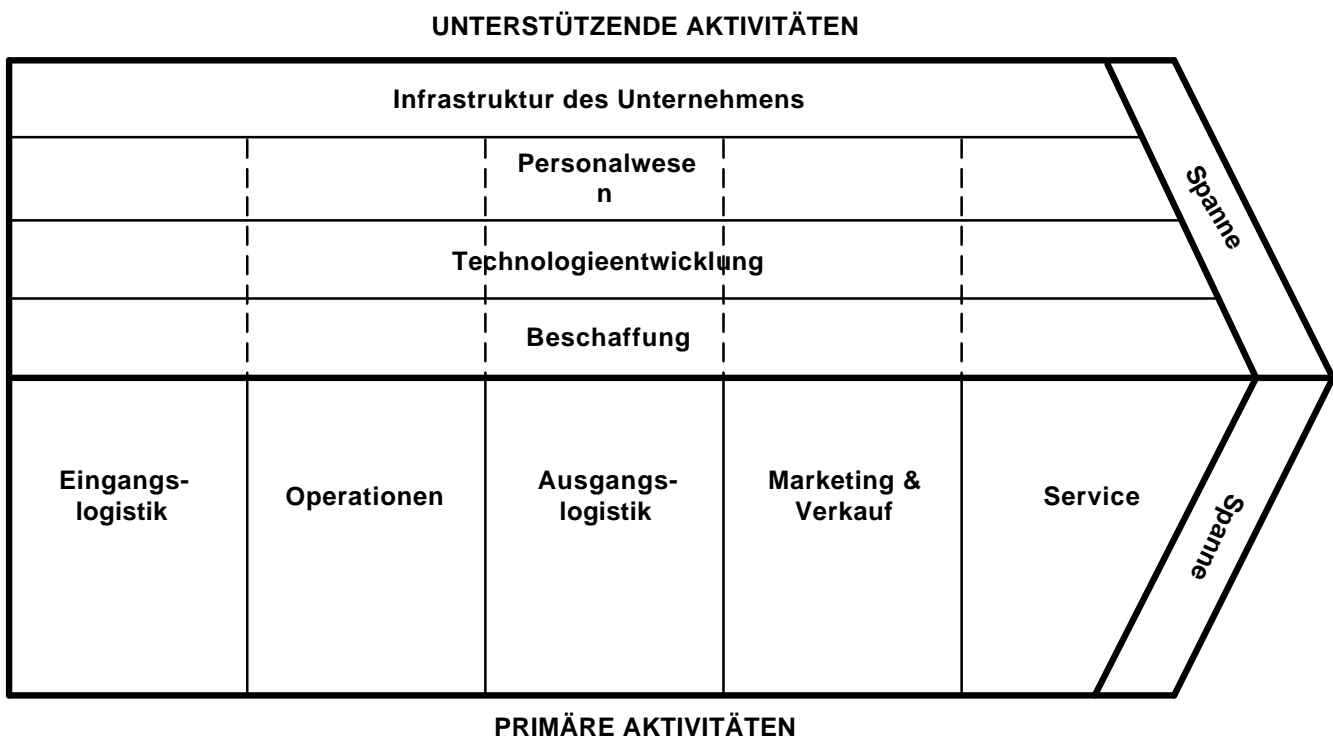 UNTERSTÜTZENDE AKTIVITÄTEN
Infrastruktur des Unternehmens
Personalwese
n
Technologieentwicklung
Beschaffung
Spanne
Eingangs-
logistik
Operationen
Ausgangs-
logistik
Marketing &
Verkauf
Service
Spanne
PRIMÄRE AKTIVITÄTEN